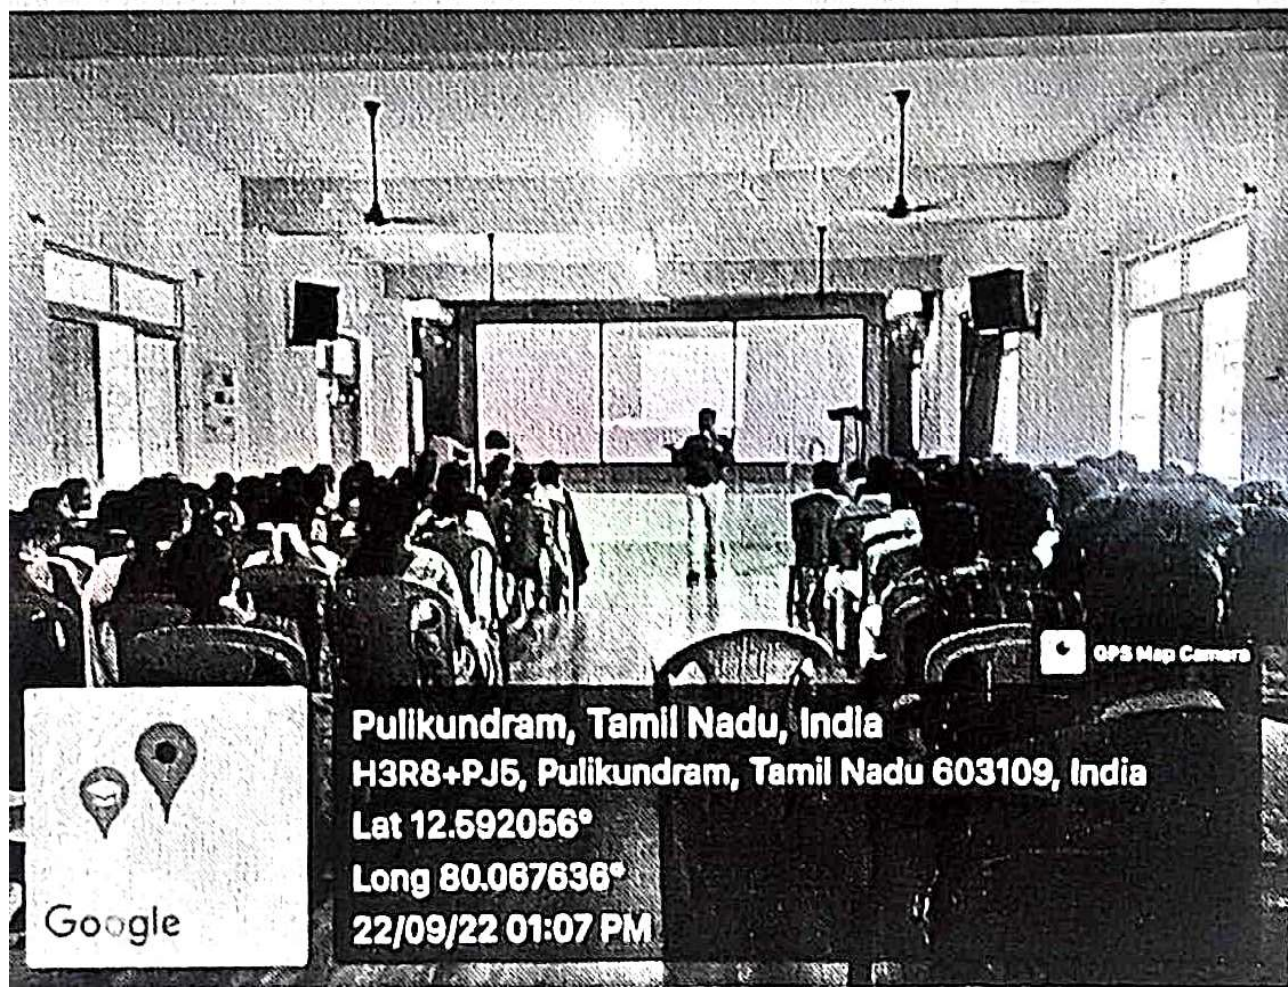 GPS Map Camera
Pulikundram, Tamil Nadu, India
H3R8+PJ5, Pulikundram, Tamil Nadu 603109, India
Lat 12.592056°
Long 80.067636°
22/09/22 01:07 PM
Google